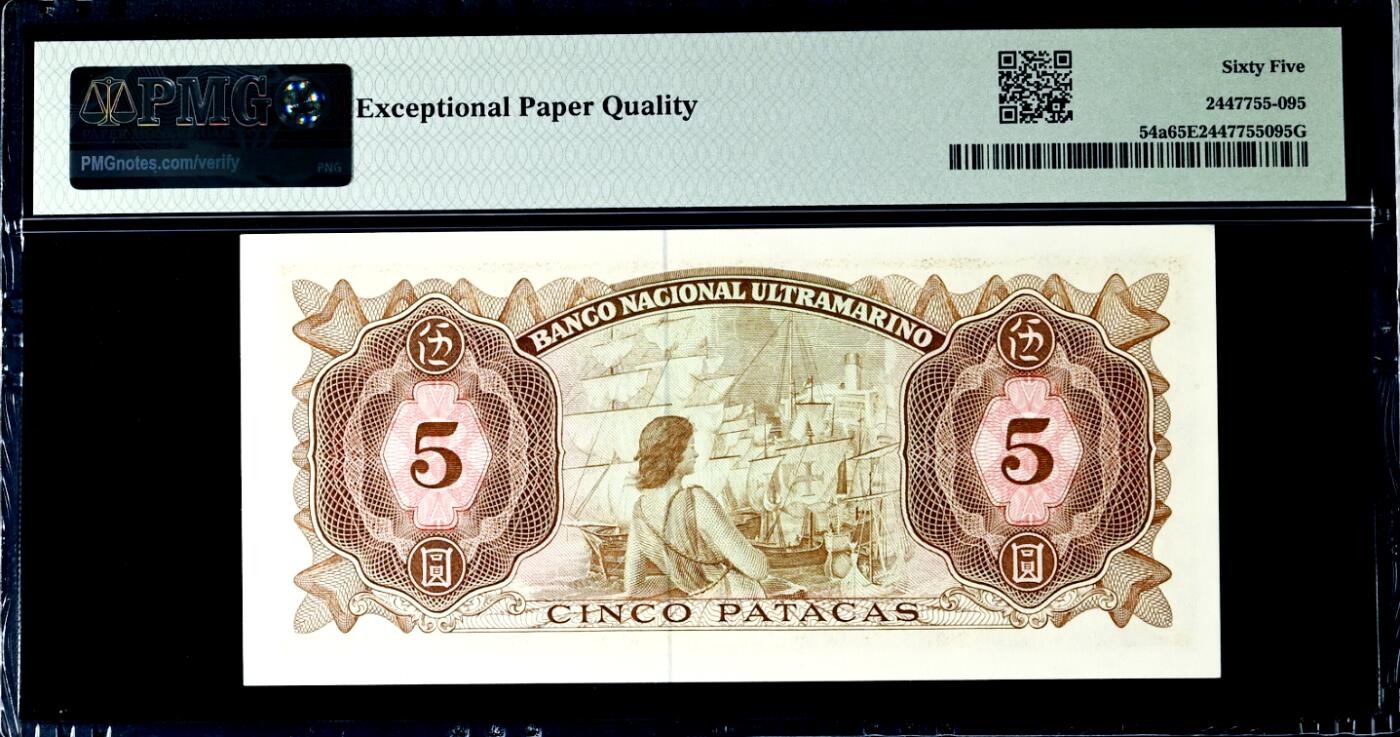 PMG
Exceptional Paper Quality
Sixty Five
2447755-095
54a65E2447755095G
PMGnotes.com/verify
PNG
BANCO NACIONAL ULTRAMARINO
伍
伍
5
5
圓
圓
CINCO PATACAS